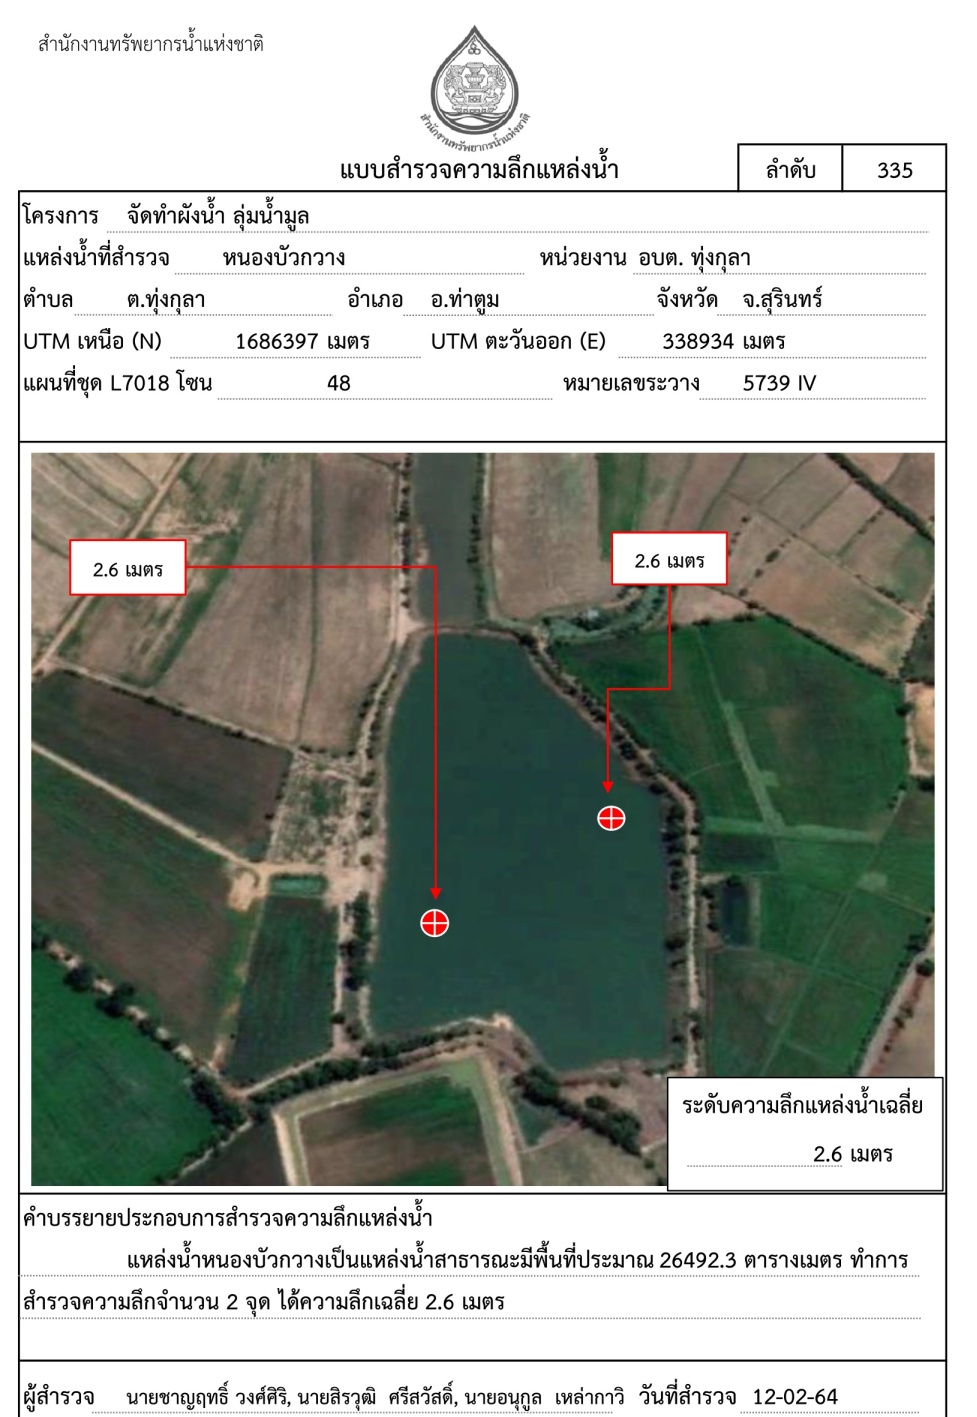 สำนักงานทรัพยากรน้ำแห่งชาติ
สำนักงานทรัพยากรน้ำแห่งชาติ
แบบสำรวจความลึกแหล่งน้ำ ลำดับ 335
โครงการ จัดทำผังน้ำ ลุ่มน้ำมูล
แหล่งน้ำที่สำรวจ หนองบัวกวาง หน่วยงาน อบต. ทุ่งกุลา
ตำบล ต.ทุ่งกุลา อำเภอ อ.ท่าตูม จังหวัด จ.สุรินทร์
UTM เหนือ (N) 1686397 เมตร UTM ตะวันออก (E) 338934 เมตร
แผนที่ชุด L7018 โซน 48 หมายเลขระวาง 5739 IV
2.6 เมตร
2.6 เมตร
ระดับความลึกแหล่งน้ำเฉลี่ย
2.6 เมตร
คำบรรยายประกอบการสำรวจความลึกแหล่งน้ำ
แหล่งน้ำหนองบัวกวางเป็นแหล่งน้ำสาธารณะมีพื้นที่ประมาณ 26492.3 ตารางเมตร ทำการ
สำรวจความลึกจำนวน 2 จุด ได้ความลึกเฉลี่ย 2.6 เมตร
ผู้สำรวจ นายชาญฤทธิ์ วงศ์ศิริ, นายสิรวุฒิ ศรีสวัสดิ์, นายอนุกูล เหล่ากาวิ วันที่สำรวจ 12-02-64